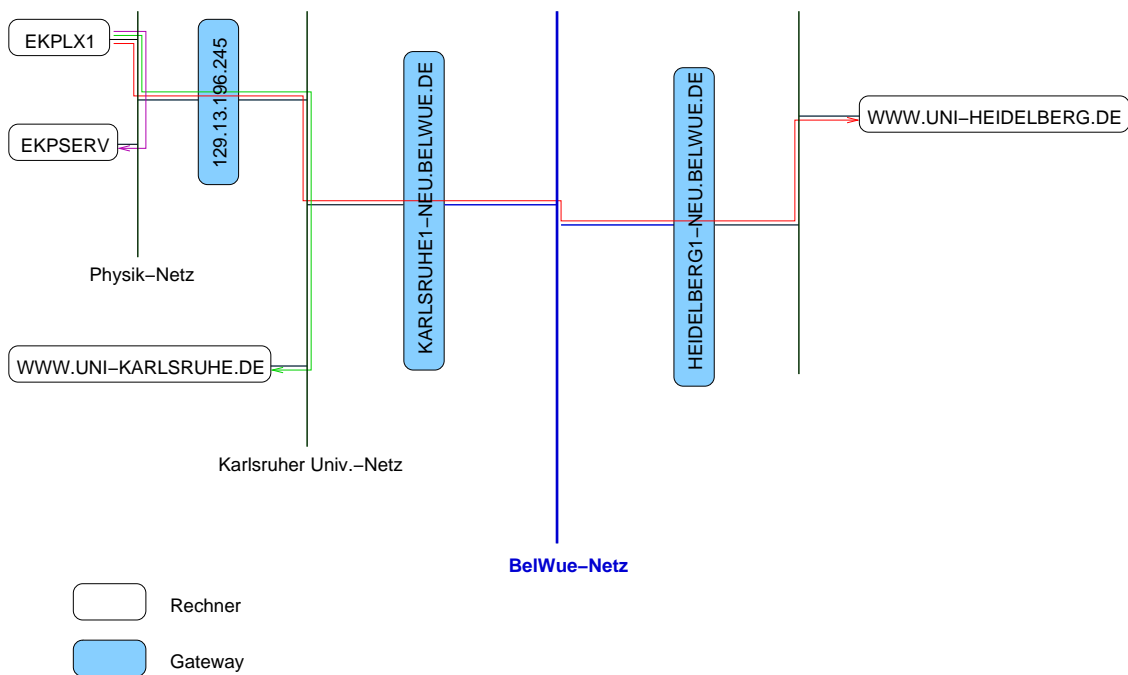 EKPLX1
129.13.196.245
KARLSRUHE1−NEU.BELWUE.DE
HEIDELBERG1−NEU.BELWUE.DE
WWW.UNI−HEIDELBERG.DE
EKPSERV
Physik−Netz
WWW.UNI−KARLSRUHE.DE
Karlsruher Univ.−Netz
BelWue−Netz
Rechner
Gateway